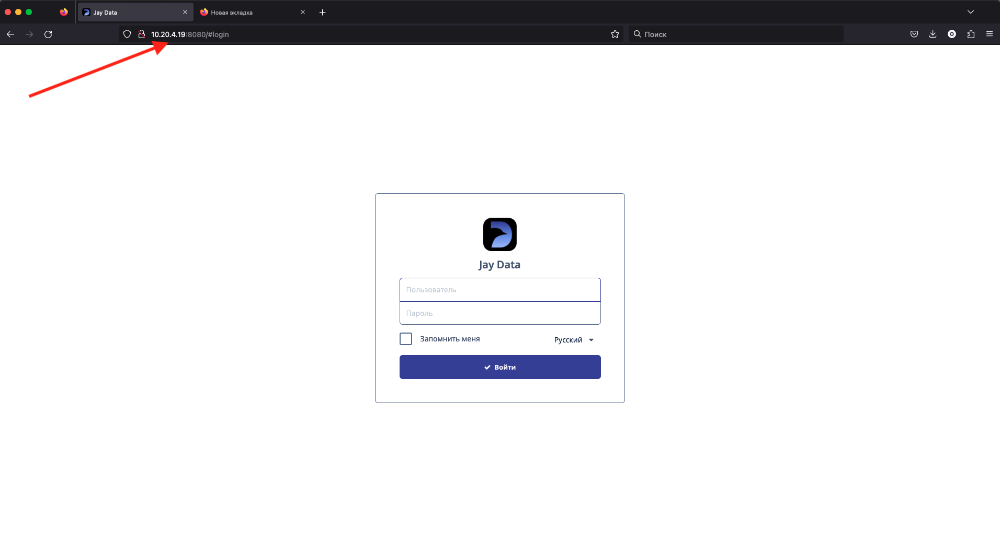 Jay Data
Новая вкладка
10.20.4.19:8080/#login
Поиск
Jay Data
Пользователь
Пароль
Запомнить меня
Русский
Войти